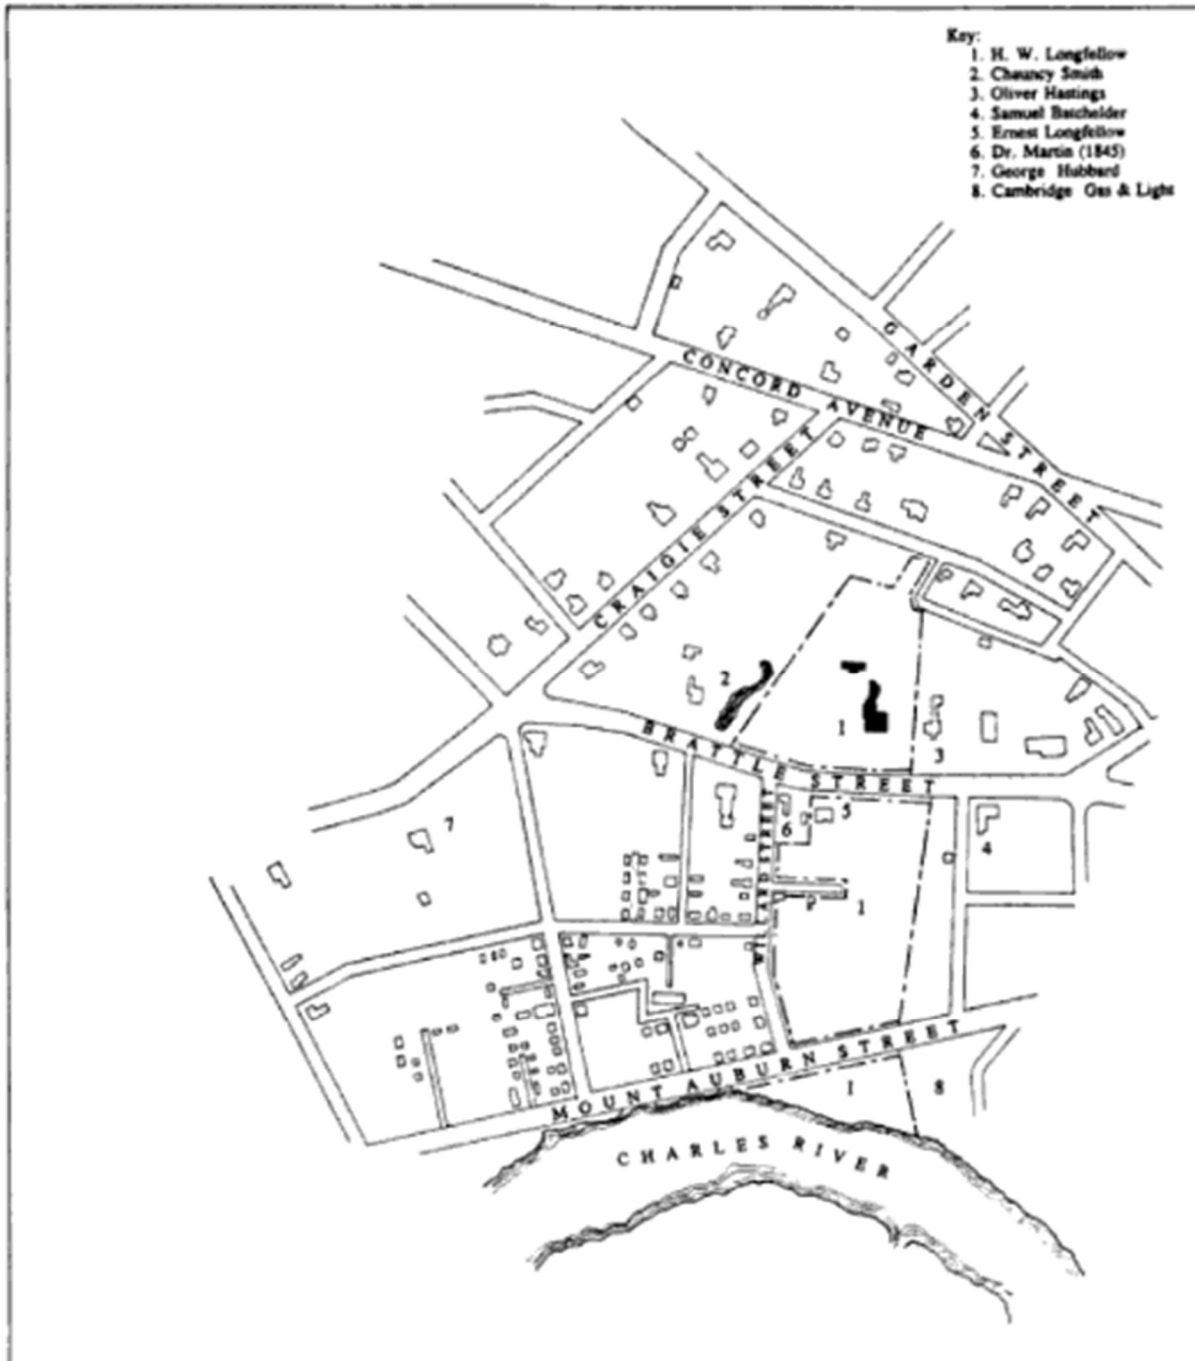 Key:
1. H. W. Longfellow
2. Chauncy Smith
3. Oliver Hastings
4. Samuel Batchelder
5. Ernest Longfellow
6. Dr. Martin (1845)
7. George Hubbard
8. Cambridge Gas & Light
GARDEN STREET
CONCORD AVENUE
CRAIGIE STREET
2
1
3
BRATTLE STREET
7
6
5
4
WILLARD STREET
1
MOUNT AUBURN STREET
1
8
CHARLES RIVER